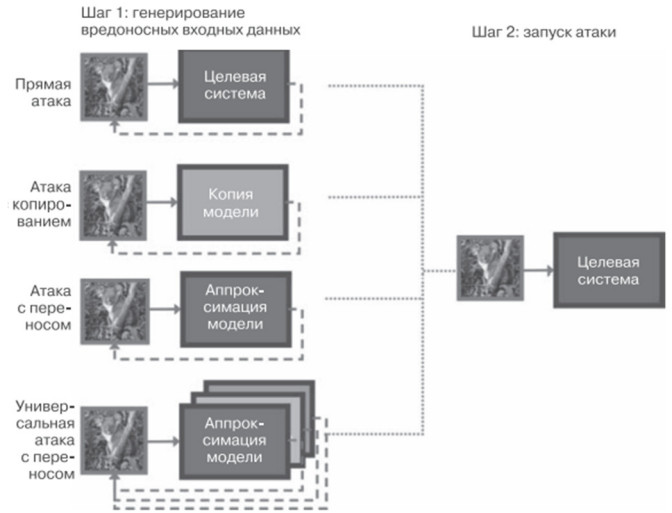 Шаг 1: генерирование
вредоносных входных данных
Шаг 2: запуск атаки
Прямая
атака
Целевая
система
Атака
копиро-
ванием
Копия
модели
Целевая
система
Атака
с пере-
носом
Аппрок-
симация
модели
Универ-
сальная
атака
с пере-
носом
Аппрок-
симация
модели